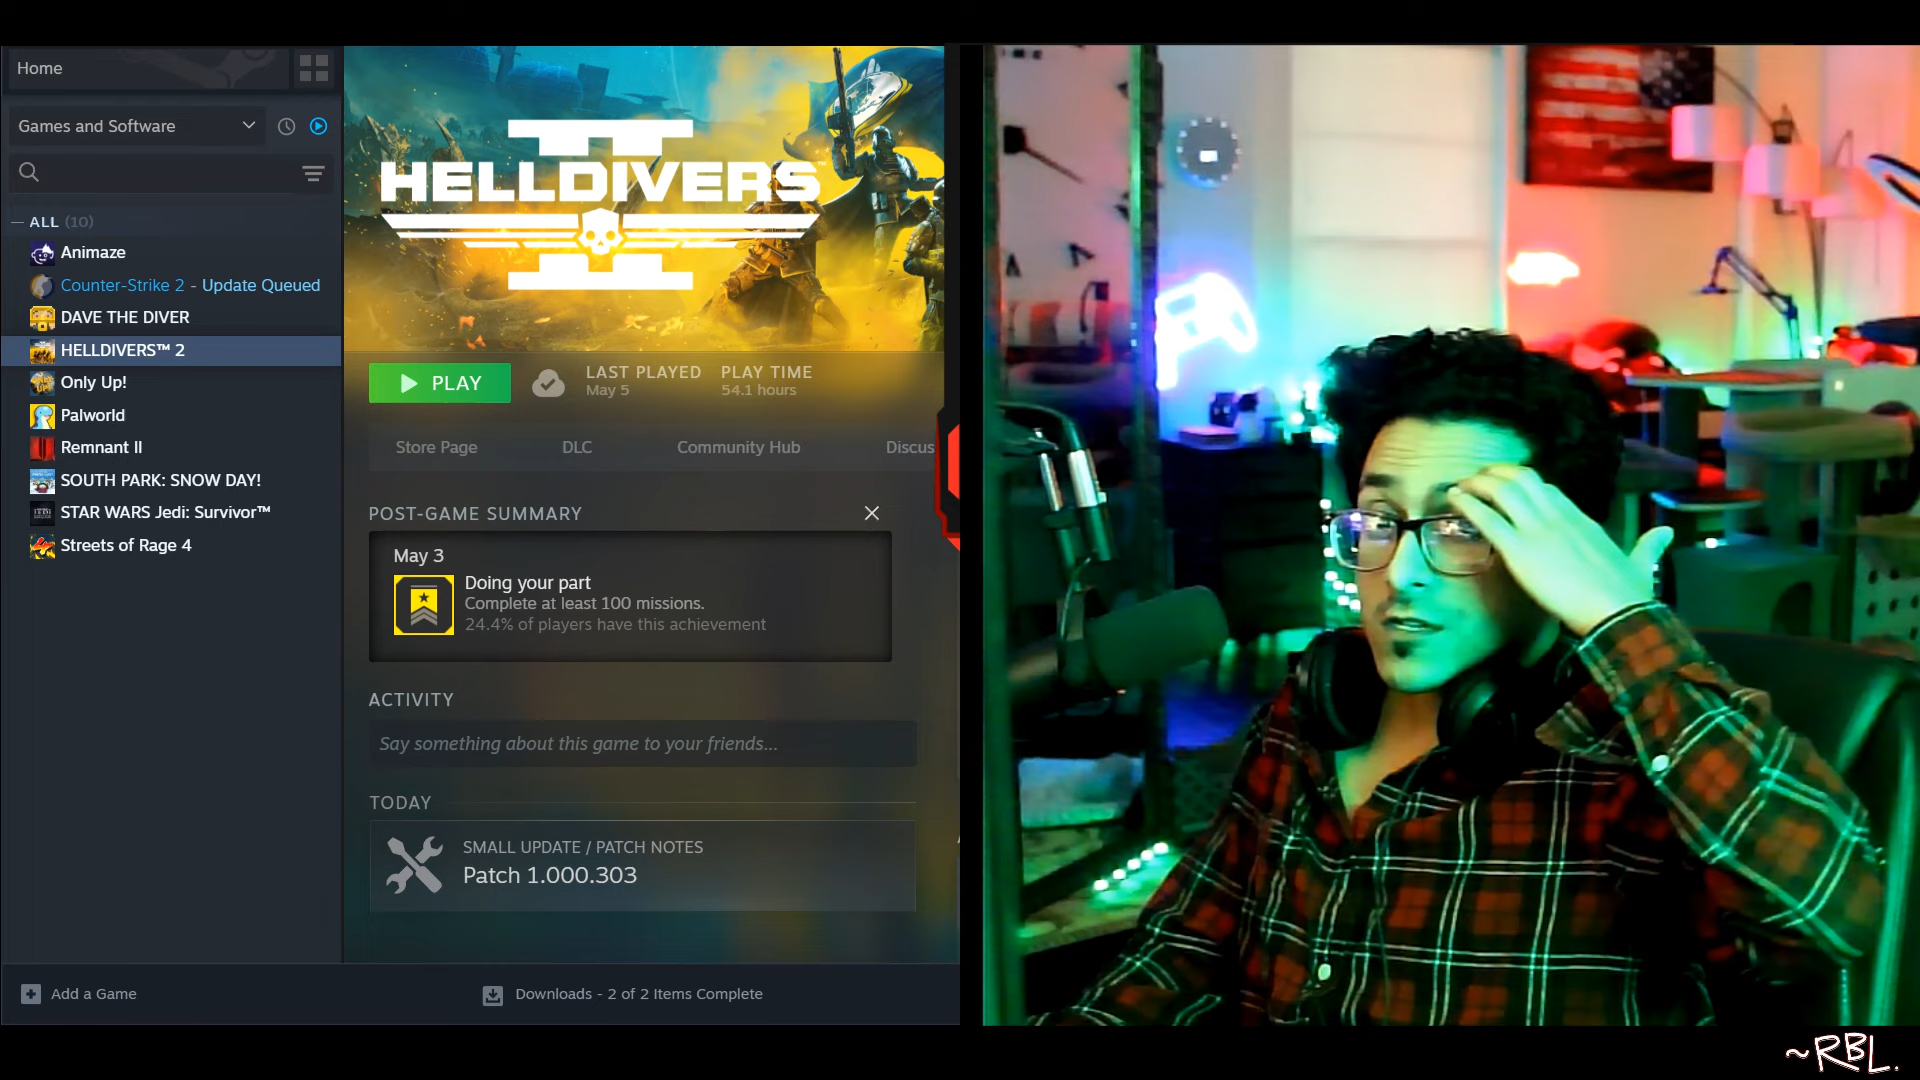 Home
Games and Software
— ALL (10)
Animaze
Counter-Strike 2 - Update Queued
DAVE THE DIVER
HELLDIVERS™ 2
Only Up!
Palworld
Remnant II
SOUTH PARK: SNOW DAY!
STAR WARS Jedi: Survivor™
Streets of Rage 4
Add a Game
II
HELLDIVERS™
PLAY
LAST PLAYED
May 5
PLAY TIME
54.1 hours
Store Page
DLC
Community Hub
Discus
POST-GAME SUMMARY
May 3
Doing your part
Complete at least 100 missions.
24.4% of players have this achievement
ACTIVITY
Say something about this game to your friends...
TODAY
SMALL UPDATE / PATCH NOTES
Patch 1.000.303
Downloads - 2 of 2 Items Complete
~RBL.